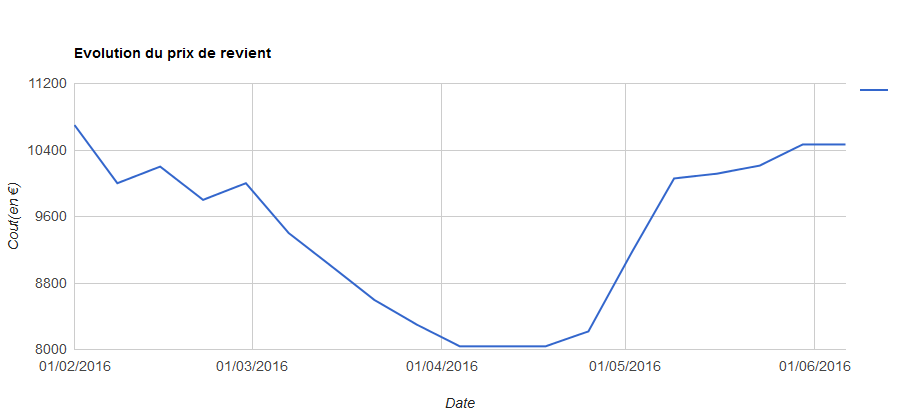 Evolution du prix de revient
11200
10400
9600
8800
8000
Cout(en €)
01/02/2016 01/03/2016 01/04/2016 01/05/2016 01/06/2016
Date